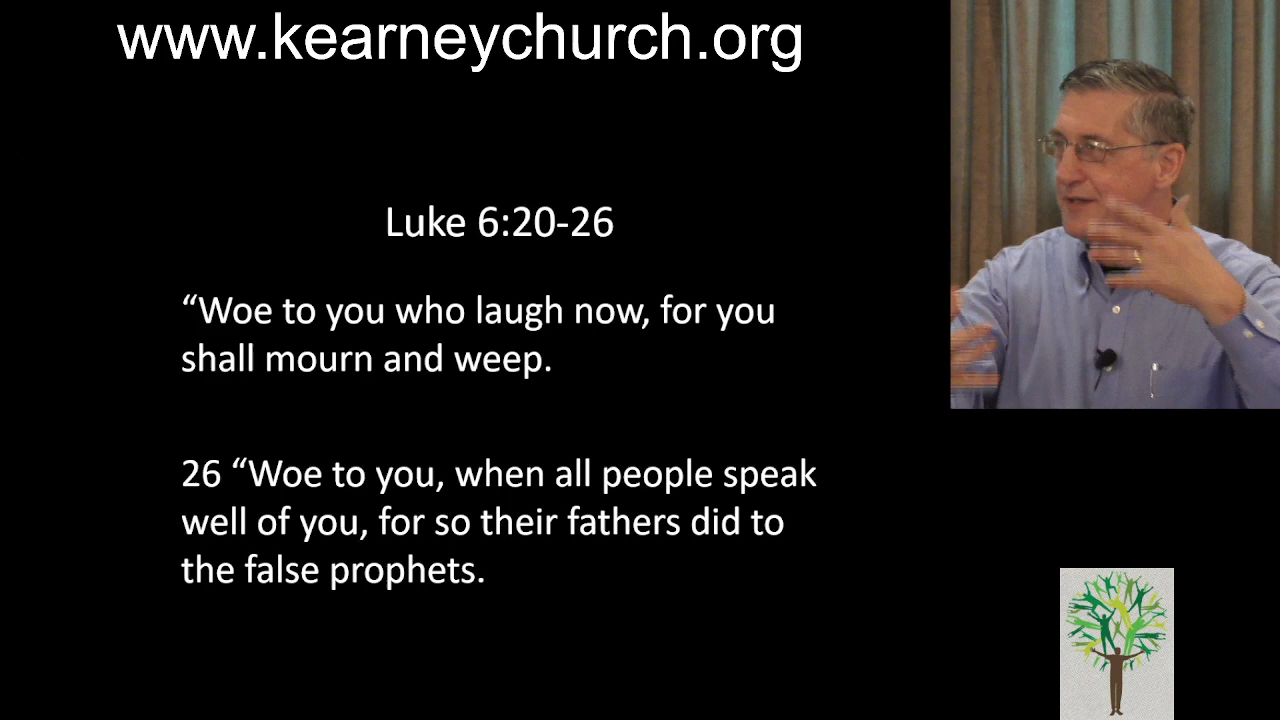 www.kearneychurch.org
Luke 6:20-26
“Woe to you who laugh now, for you
shall mourn and weep.
26 “Woe to you, when all people speak
well of you, for so their fathers did to
the false prophets.